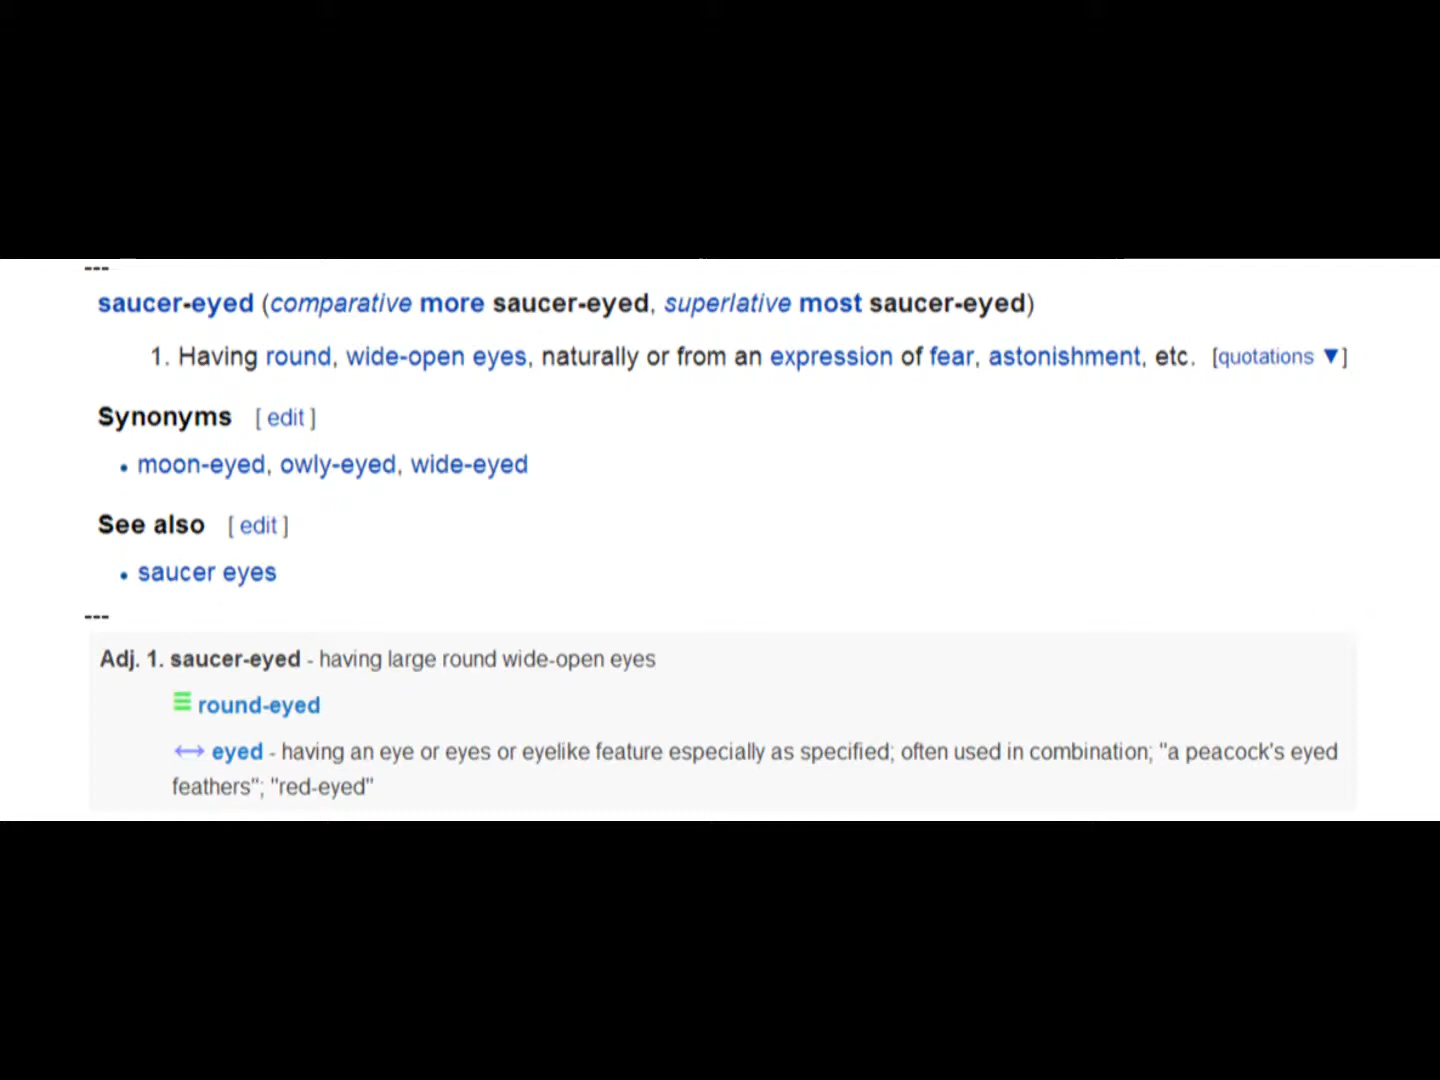 ---
saucer-eyed (comparative more saucer-eyed, superlative most saucer-eyed)
1. Having round, wide-open eyes, naturally or from an expression of fear, astonishment, etc. [quotations ▼]
Synonyms [ edit ]
• moon-eyed, owly-eyed, wide-eyed
See also [ edit ]
• saucer eyes
---
Adj. 1. saucer-eyed - having large round wide-open eyes
round-eyed
↔ eyed - having an eye or eyes or eyelike feature especially as specified; often used in combination; "a peacock's eyed
feathers"; "red-eyed"